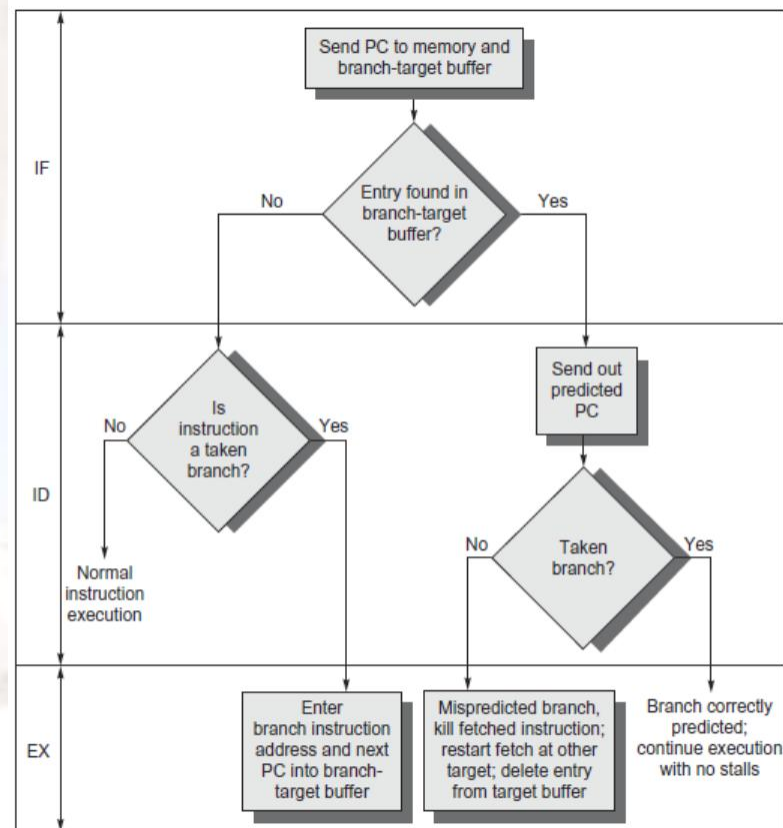 Send PC to memory and
branch-target buffer
IF
No
Entry found in
branch-target
buffer?
Yes
Send out
predicted
PC
No
Is
instruction
a taken
branch?
Yes
ID
No
Taken
branch?
Yes
Normal
instruction
execution
EX
Enter
branch instruction
address and next
PC into branch-
target buffer
Mispredicted branch,
kill fetched instruction;
restart fetch at other
target; delete entry
from target buffer
Branch correctly
predicted;
continue execution
with no stalls